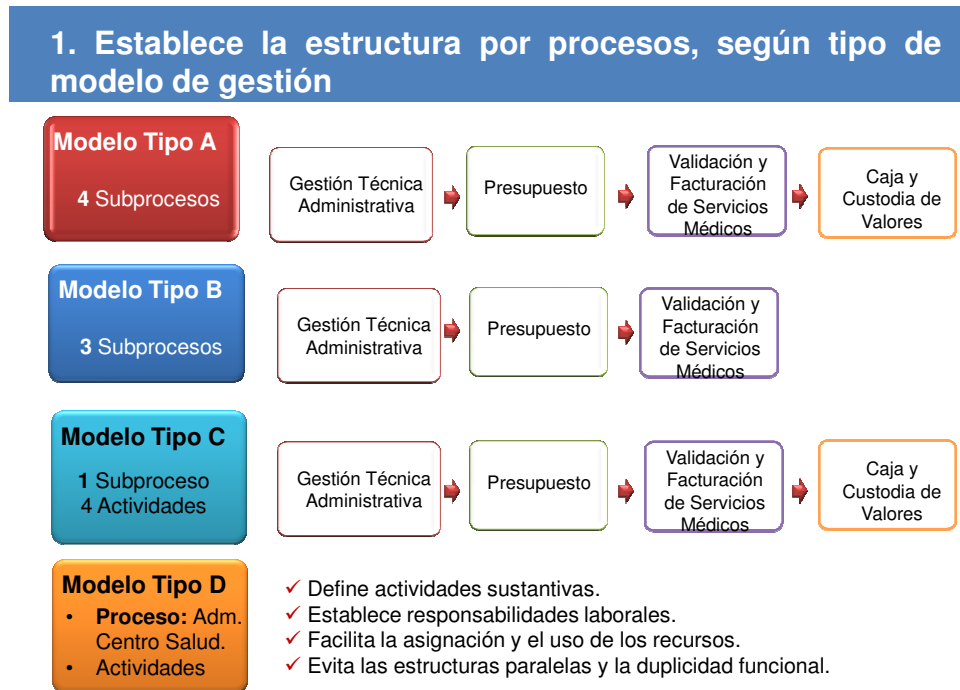 1. Establece la estructura por procesos, según tipo de
modelo de gestión
Modelo Tipo A
4 Subprocesos
Gestión Técnica
Administrativa
Presupuesto
Validación y
Facturación
de Servicios
Médicos
Caja y
Custodia de
Valores
Modelo Tipo B
3 Subprocesos
Gestión Técnica
Administrativa
Presupuesto
Validación y
Facturación
de Servicios
Médicos
Modelo Tipo C
1 Subproceso
4 Actividades
Gestión Técnica
Administrativa
Presupuesto
Validación y
Facturación
de Servicios
Médicos
Caja y
Custodia de
Valores
Modelo Tipo D
• Proceso: Adm.
Centro Salud.
• Actividades
✓ Define actividades sustantivas.
✓ Establece responsabilidades laborales.
✓ Facilita la asignación y el uso de los recursos.
✓ Evita las estructuras paralelas y la duplicidad funcional.